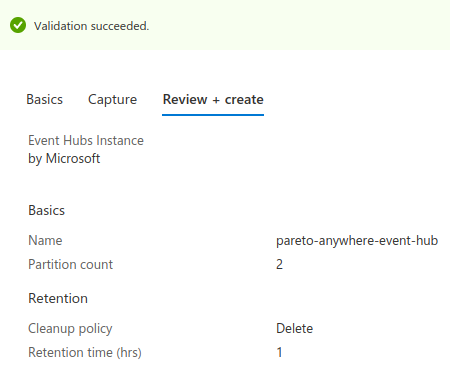 Validation succeeded.
Basics Capture Review + create
Event Hubs Instance
by Microsoft
Basics
Name pareto-anywhere-event-hub
Partition count 2
Retention
Cleanup policy Delete
Retention time (hrs) 1